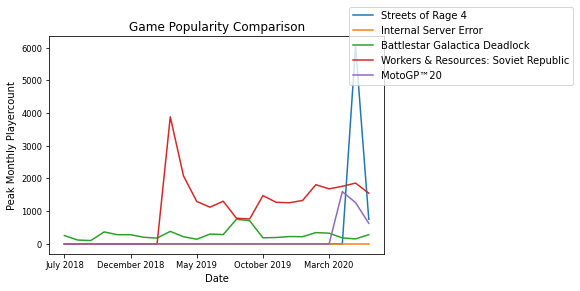 Game Popularity Comparison
Streets of Rage 4
Internal Server Error
Battlestar Galactica Deadlock
Workers & Resources: Soviet Republic
MotoGP™20
Peak Monthly Playercount
6000
5000
4000
3000
2000
1000
0
July 2018 December 2018 May 2019 October 2019 March 2020
Date